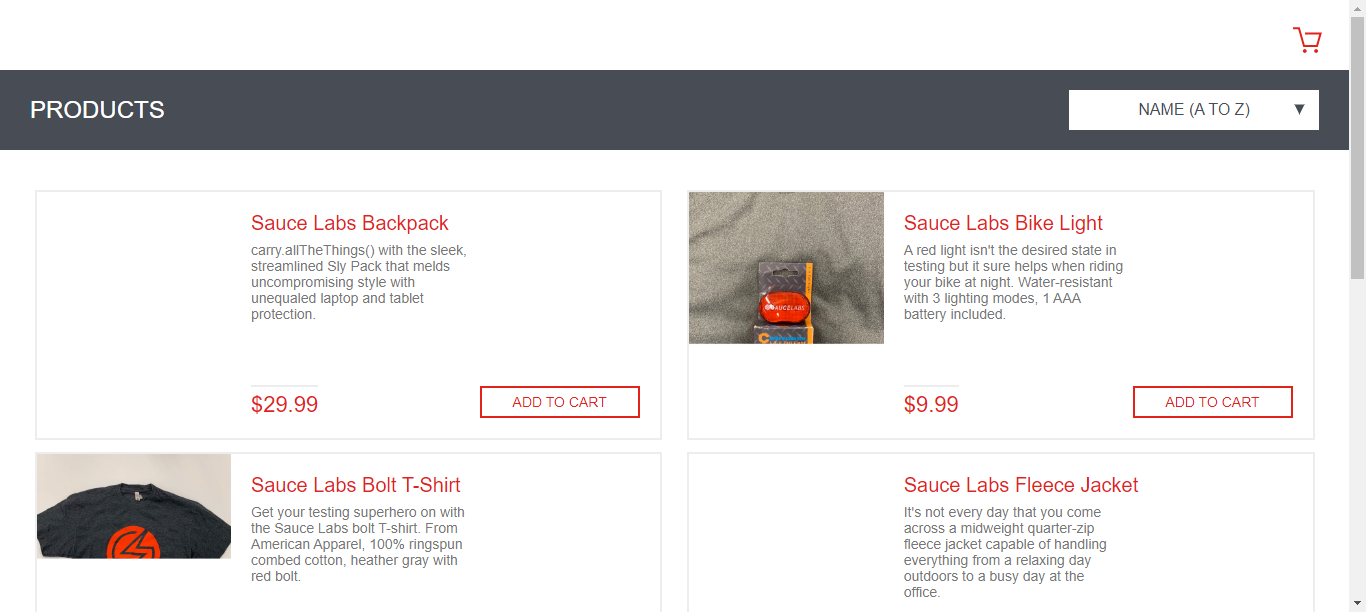 PRODUCTS
NAME (A TO Z)
Sauce Labs Backpack
carry.allTheThings() with the sleek,
streamlined Sly Pack that melds
uncompromising style with
unequaled laptop and tablet
protection.
$29.99
ADD TO CART
SAUCELABS
Sauce Labs Bike Light
A red light isn't the desired state in
testing but it sure helps when riding
your bike at night. Water-resistant
with 3 lighting modes, 1 AAA
battery included.
$9.99
ADD TO CART
Sauce Labs Bolt T-Shirt
Get your testing superhero on with
the Sauce Labs bolt T-shirt. From
American Apparel, 100% ringspun
combed cotton, heather gray with
red bolt.
Sauce Labs Fleece Jacket
It's not every day that you come
across a midweight quarter-zip
fleece jacket capable of handling
everything from a relaxing day
outdoors to a busy day at the
office.